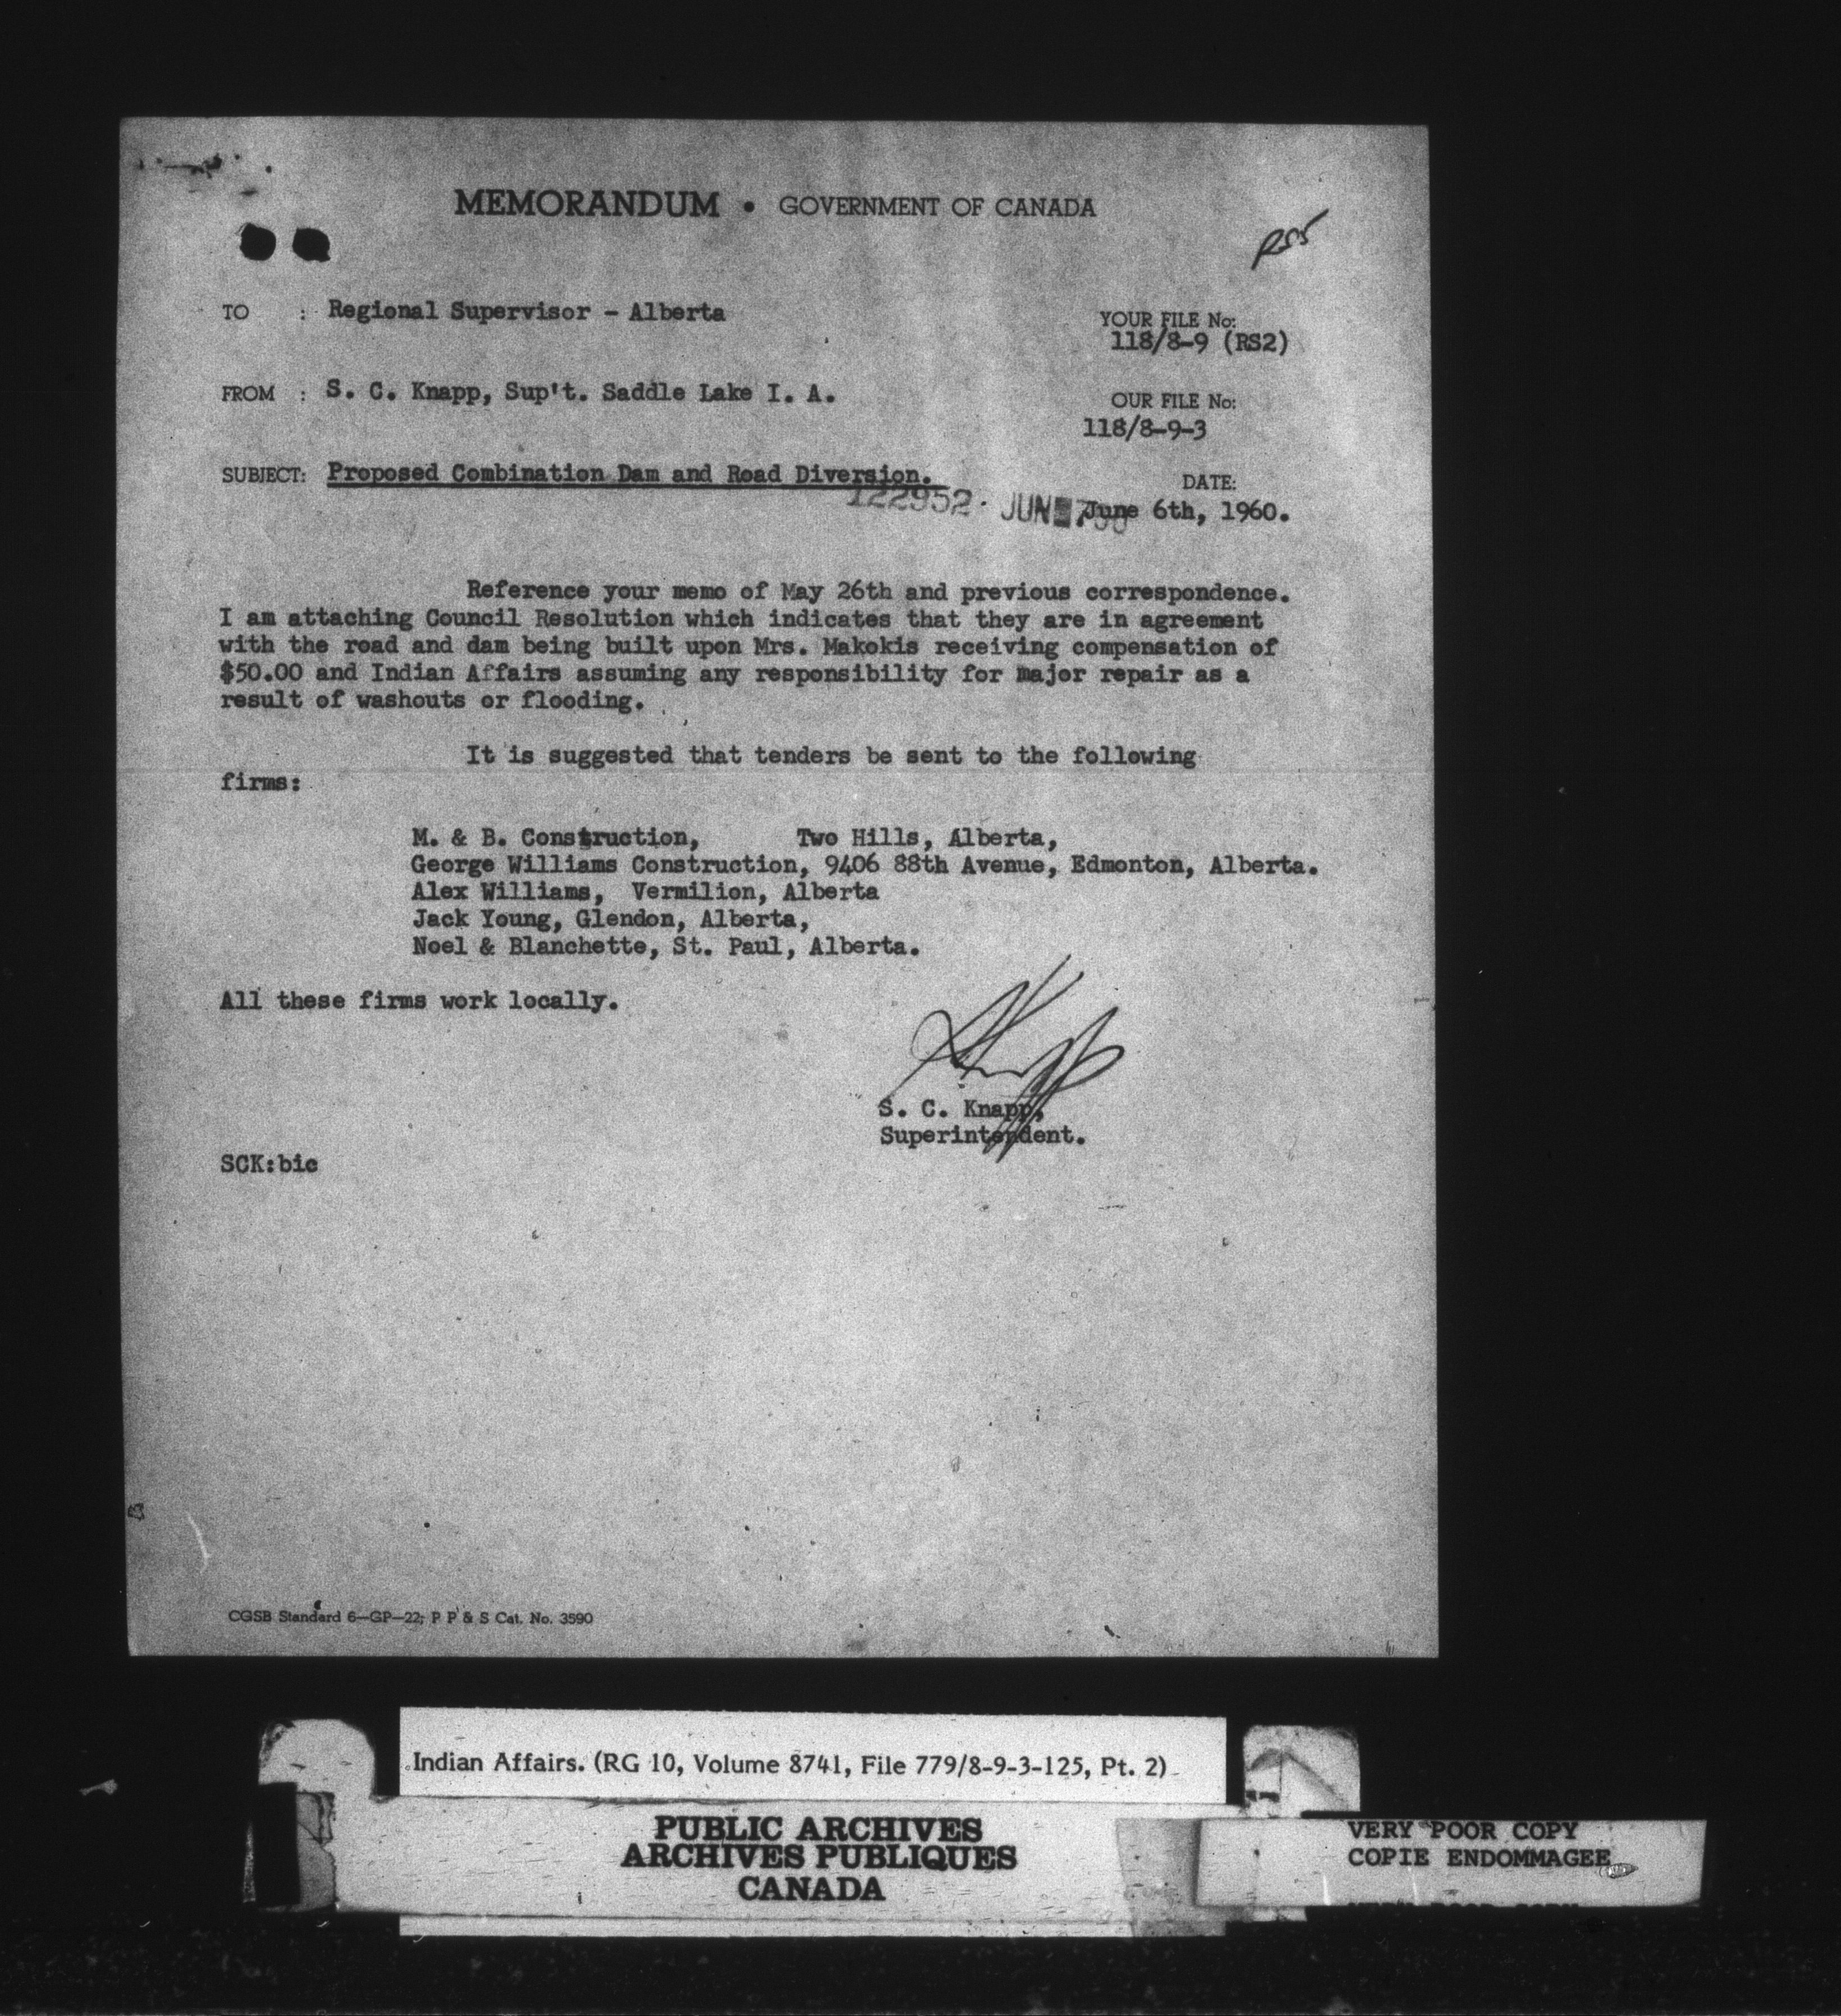 MEMORANDUM • GOVERNMENT OF CANADA
TO : Regional Supervisor - Alberta
YOUR FILE No:
118/8-9 (RS2)
FROM : S. C. Knapp, Sup't. Saddle Lake I. A.
OUR FILE No:
118/8-9-3
SUBJECT: Proposed Combination Dam and Road Diversion.
DATE:
122952 · JUN 7
June 6th, 1960.
Reference your memo of May 26th and previous correspondence.
I am attaching Council Resolution which indicates that they are in agreement
with the road and dam being built upon Mrs. Makokis receiving compensation of
$50.00 and Indian Affairs assuming any responsibility for major repair as a
result of washouts or flooding.
It is suggested that tenders be sent to the following
firms:
M. & B. Construction, Two Hills, Alberta,
George Williams Construction, 9406 88th Avenue, Edmonton, Alberta.
Alex Williams, Vermilion, Alberta
Jack Young, Glendon, Alberta,
Noel & Blanchette, St. Paul, Alberta.
All these firms work locally.
S. C. Knapp,
Superintendent.
SCK:bic
CGSB Standard 6-GP-22; P P & S Cat. No. 3590
Indian Affairs. (RG 10, Volume 8741, File 779/8-9-3-125, Pt. 2)
PUBLIC ARCHIVES
ARCHIVES PUBLIQUES
CANADA
VERY POOR COPY
COPIE ENDOMMAGEE